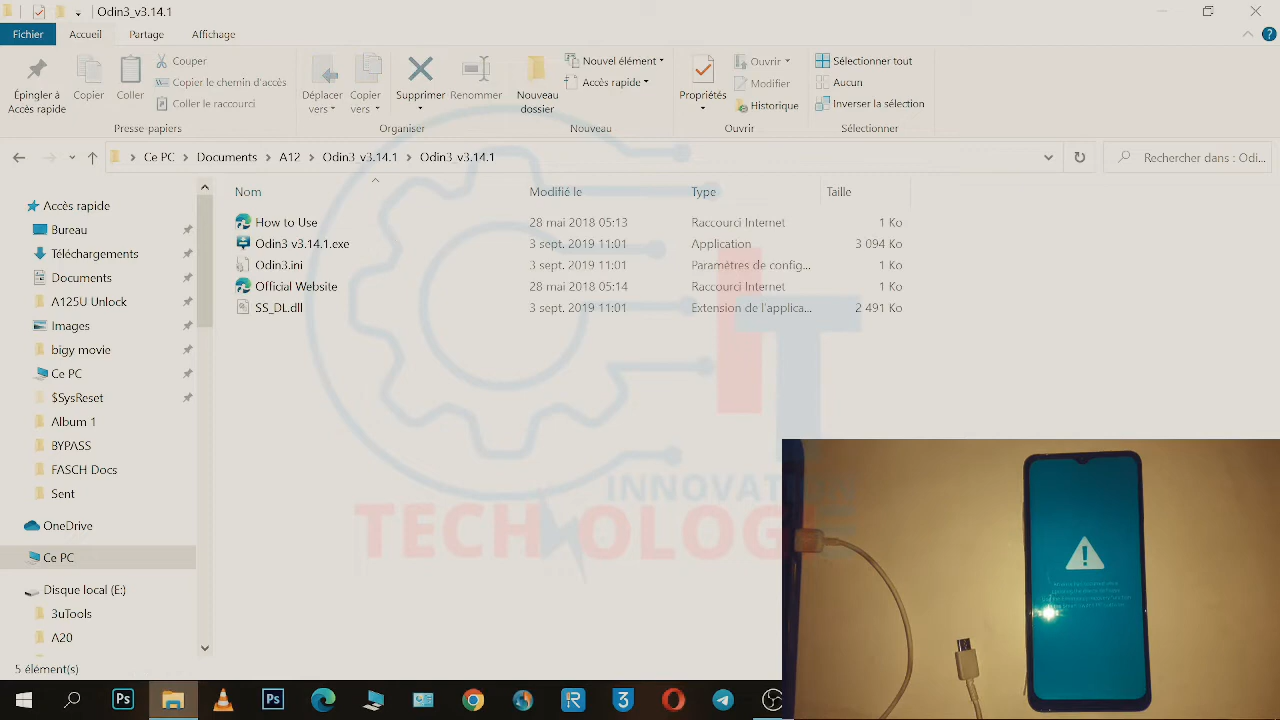 Odin3_v3.14.1
Fichier Accueil Partage Affichage
Épingler à Accès rapide
Copier
Coller
Couper
Copier le chemin d'accès
Coller le raccourci
Presse-papiers
Déplacer vers
Copier vers
Supprimer
Renommer
Organiser
Nouveau dossier
Nouvel élément
Accès rapide
Nouveau
Propriétés
Ouvrir
Modifier
Historique
Ouvrir
Sélectionner tout
Aucun
Inverser la sélection
Sélectionner
Ce PC > Documents > A12 > Odin3_v3.14.1 > Odin3_v3.14.1
Rechercher dans : Odi...
Accès rapide
Bureau
Téléchargements
Documents
A125U Unlock
Images
bigy movie
Ce PC
$SysReset
Album 1
BYPASS
FASCH Docs
Sent
OneDrive
Ce PC
Disque local (E:)
3uTools
A20
Nom Modifié le Type Taille
How to Use 28 mai 2018 05:13 Raccourci Internet 1 Ko
Odin3 v3.14.1.exe 3 sept. 2019 11:01 Application 3 094 Ko
Odin3.ini 3 sept. 2019 11:01 Paramètres de config... 1 Ko
Official Website 28 mai 2018 05:14 Raccourci Internet 1 Ko
SS_DL.dll 3 sept. 2019 11:01 Extension de l'applica... 2 491 Ko
IT
INNOVATION
TECHNOLOG
5 élément(s)